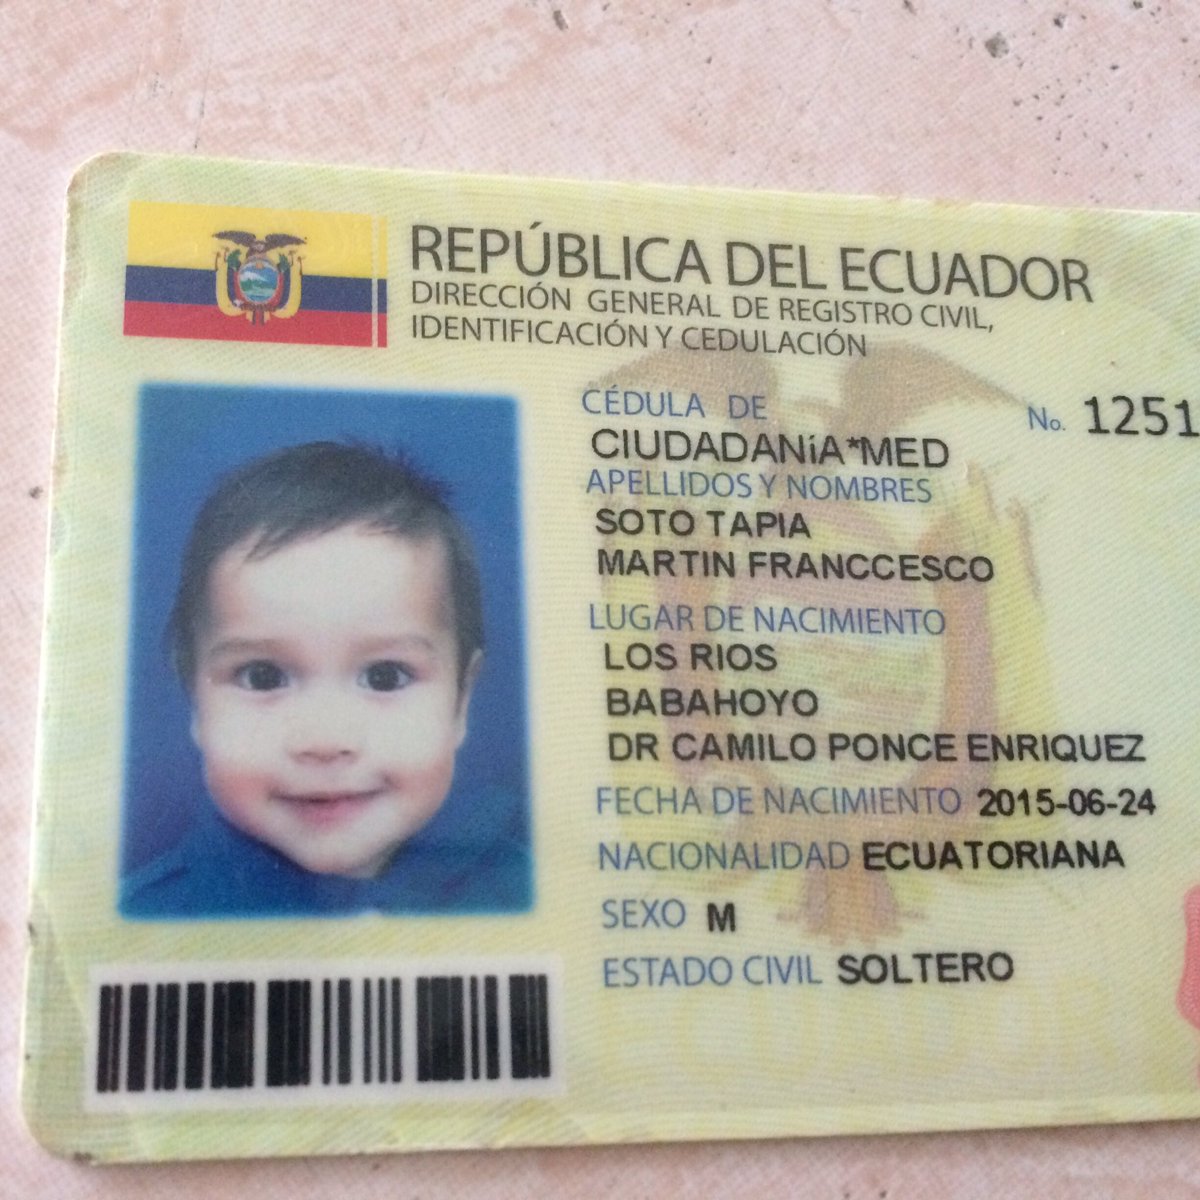 REPÚBLICA DEL ECUADOR
DIRECCIÓN GENERAL DE REGISTRO CIVIL,
IDENTIFICACIÓN Y CEDULACIÓN
CÉDULA DE No. 1251
CIUDADANíA*MED
APELLIDOS Y NOMBRES
SOTO TAPIA
MARTIN FRANCCESCO
LUGAR DE NACIMIENTO
LOS RIOS
BABAHOYO
DR CAMILO PONCE ENRIQUEZ
FECHA DE NACIMIENTO 2015-06-24
NACIONALIDAD ECUATORIANA
SEXO M
ESTADO CIVIL SOLTERO